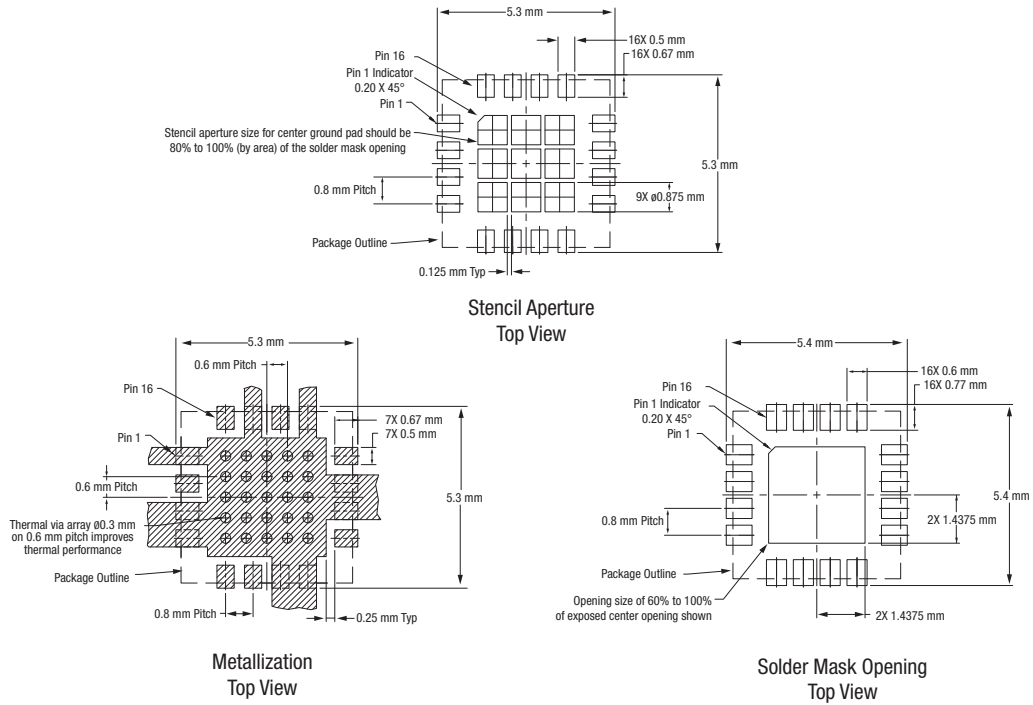 5.3 mm
16X 0.5 mm
16X 0.67 mm
Pin 16
Pin 1 Indicator
0.20 X 45°
Pin 1
Stencil aperture size for center ground pad should be
80% to 100% (by area) of the solder mask opening
5.3 mm
0.8 mm Pitch
9X ø0.875 mm
Package Outline
0.125 mm Typ
Stencil Aperture
Top View
5.3 mm
0.6 mm Pitch
Pin 16
7X 0.67 mm
7X 0.5 mm
Pin 1
0.6 mm Pitch
5.3 mm
Thermal via array ø0.3 mm
on 0.6 mm pitch improves
thermal performance
Package Outline
0.8 mm Pitch
0.25 mm Typ
Metallization
Top View
5.4 mm
16X 0.6 mm
16X 0.77 mm
Pin 16
Pin 1 Indicator
0.20 X 45°
Pin 1
5.4 mm
0.8 mm Pitch
2X 1.4375 mm
Package Outline
Opening size of 60% to 100%
of exposed center opening shown
2X 1.4375 mm
Solder Mask Opening
Top View